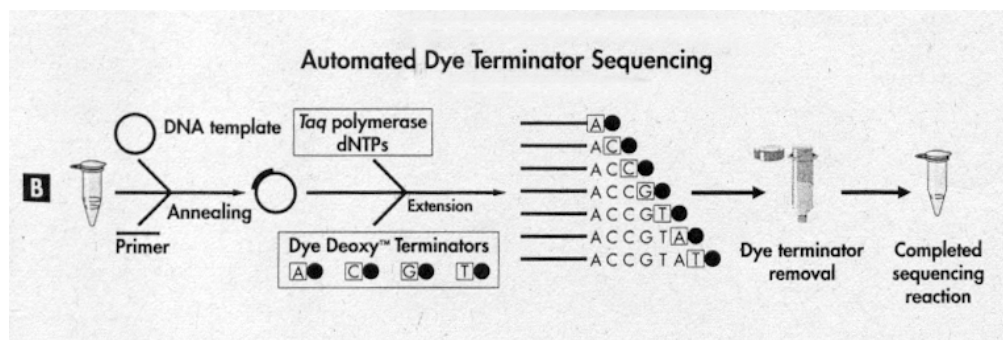 Automated Dye Terminator Sequencing
B
DNA template
Annealing
Primer
Taq polymerase
dNTPs
Extension
Dye Deoxy™ Terminators
A C G T
A
A C
A C C
A C C G
A C C G T
A C C G T A
A C C G T A T
Dye terminator
removal
Completed
sequencing
reaction